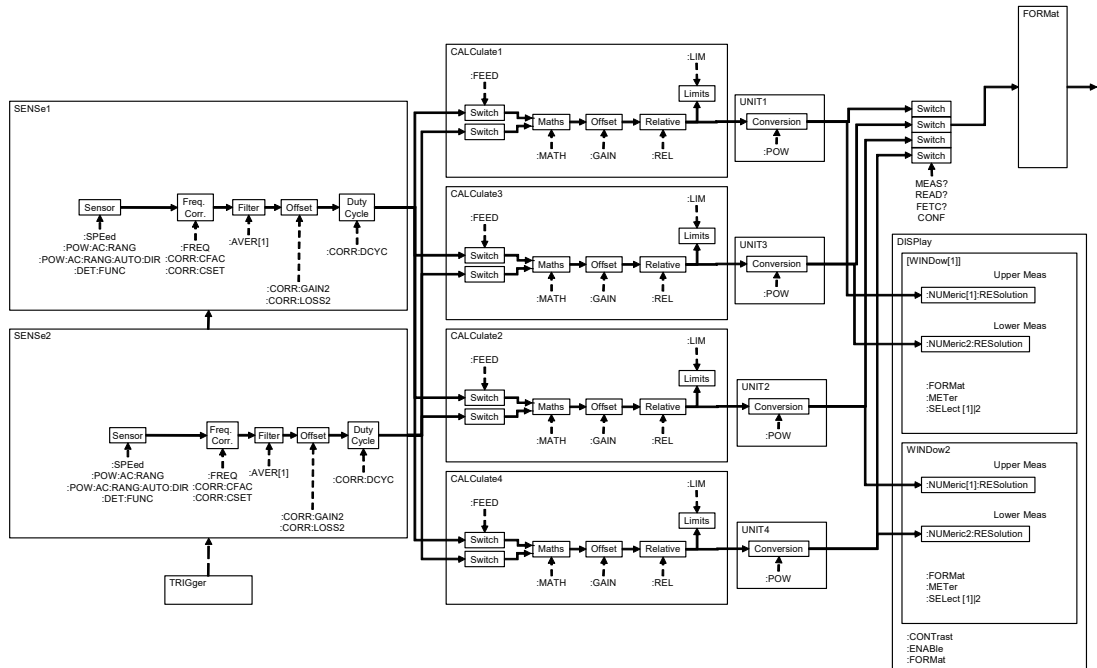 SENSe1
Sensor
Freq.
Corr.
Filter
Offset
Duty
Cycle
:SPEed
:POW:AC:RANG
:POW:AC:RANG:AUTO:DIR
:DET:FUNC
:FREQ
:CORR:CFAC
:CORR:CSET
:AVER[1]
:CORR:DCYC
:CORR:GAIN2
:CORR:LOSS2
SENSe2
Sensor
Freq.
Corr.
Filter
Offset
Duty
Cycle
:SPEed
:POW:AC:RANG
:POW:AC:RANG:AUTO:DIR
:DET:FUNC
:FREQ
:CORR:CFAC
:CORR:CSET
:AVER[1]
:CORR:DCYC
:CORR:GAIN2
:CORR:LOSS2
TRIGger
CALCulate1
:FEED
:LIM
Limits
Switch
Switch
Maths
Offset
Relative
:MATH
:GAIN
:REL
CALCulate3
:FEED
:LIM
Limits
Switch
Switch
Maths
Offset
Relative
:MATH
:GAIN
:REL
CALCulate2
:FEED
:LIM
Limits
Switch
Switch
Maths
Offset
Relative
:MATH
:GAIN
:REL
CALCulate4
:FEED
:LIM
Limits
Switch
Switch
Maths
Offset
Relative
:MATH
:GAIN
:REL
UNIT1
Conversion
:POW
UNIT3
Conversion
:POW
UNIT2
Conversion
:POW
UNIT4
Conversion
:POW
Switch
Switch
Switch
Switch
MEAS?
READ?
FETC?
CONF
FORMat
DISPlay
[WINDow[1]]
Upper Meas
:NUMeric[1]:RESolution
Lower Meas
:NUMeric2:RESolution
:FORMat
:METer
:SELect [1]|2
WINDow2
Upper Meas
:NUMeric[1]:RESolution
Lower Meas
:NUMeric2:RESolution
:FORMat
:METer
:SELect [1]|2
:CONTrast
:ENABle
:FORMat